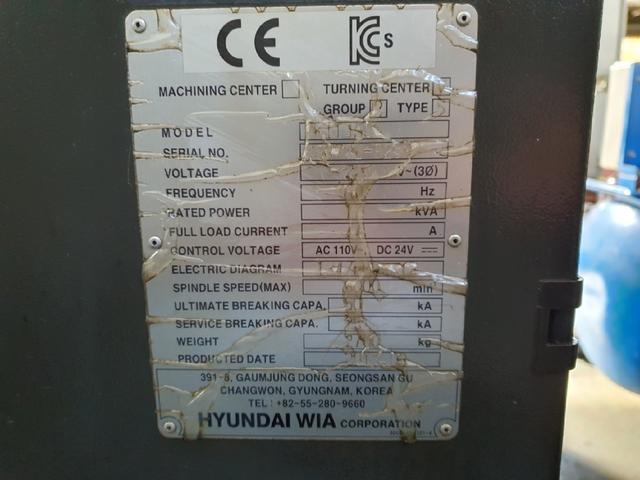 CE KCs
MACHINING CENTER TURNING CENTER
GROUP TYPE
MODEL
SERIAL NO.
VOLTAGE V~(3Ø)
FREQUENCY Hz
RATED POWER kVA
FULL LOAD CURRENT A
CONTROL VOLTAGE AC 110V~ DC 24V
ELECTRIC DIAGRAM
SPINDLE SPEED(MAX) min
ULTIMATE BREAKING CAPA. kA
SERVICE BREAKING CAPA. kA
WEIGHT kg
PRODUCTED DATE
391-8, GAUMJUNG DONG, SEONGSAN GU
CHANGWON, GYUNGNAM, KOREA
TEL : +82-55-280-9660
HYUNDAI WIA CORPORATION